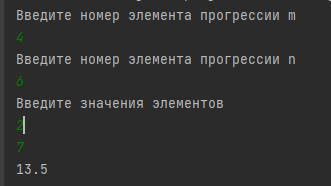 Введите номер элемента прогрессии m
4
Введите номер элемента прогрессии n
6
Введите значения элементов
2
7
13.5